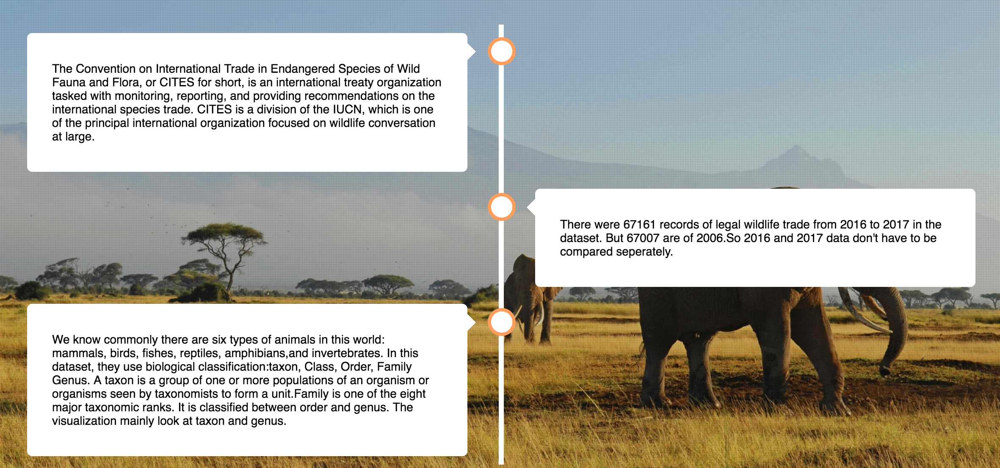 The Convention on International Trade in Endangered Species of Wild
Fauna and Flora, or CITES for short, is an international treaty organization
tasked with monitoring, reporting, and providing recommendations on the
international species trade. CITES is a division of the IUCN, which is one
of the principal international organization focused on wildlife conversation
at large.
There were 67161 records of legal wildlife trade from 2016 to 2017 in the
dataset. But 67007 are of 2006.So 2016 and 2017 data don't have to be
compared seperately.
We know commonly there are six types of animals in this world:
mammals, birds, fishes, reptiles, amphibians,and invertebrates. In this
dataset, they use biological classification:taxon, Class, Order, Family
Genus. A taxon is a group of one or more populations of an organism or
organisms seen by taxonomists to form a unit.Family is one of the eight
major taxonomic ranks. It is classified between order and genus. The
visualization mainly look at taxon and genus.